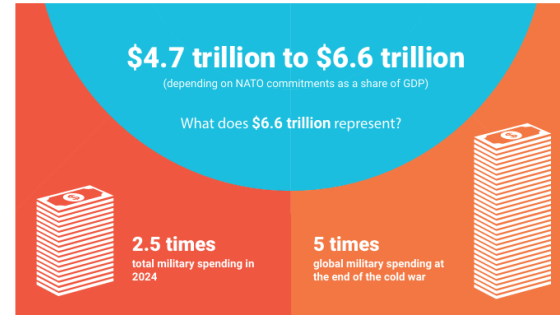 $4.7 trillion to $6.6 trillion
(depending on NATO commitments as a share of GDP)
What does $6.6 trillion represent?
2.5 times
total military spending in
2024
5 times
global military spending at
the end of the cold war